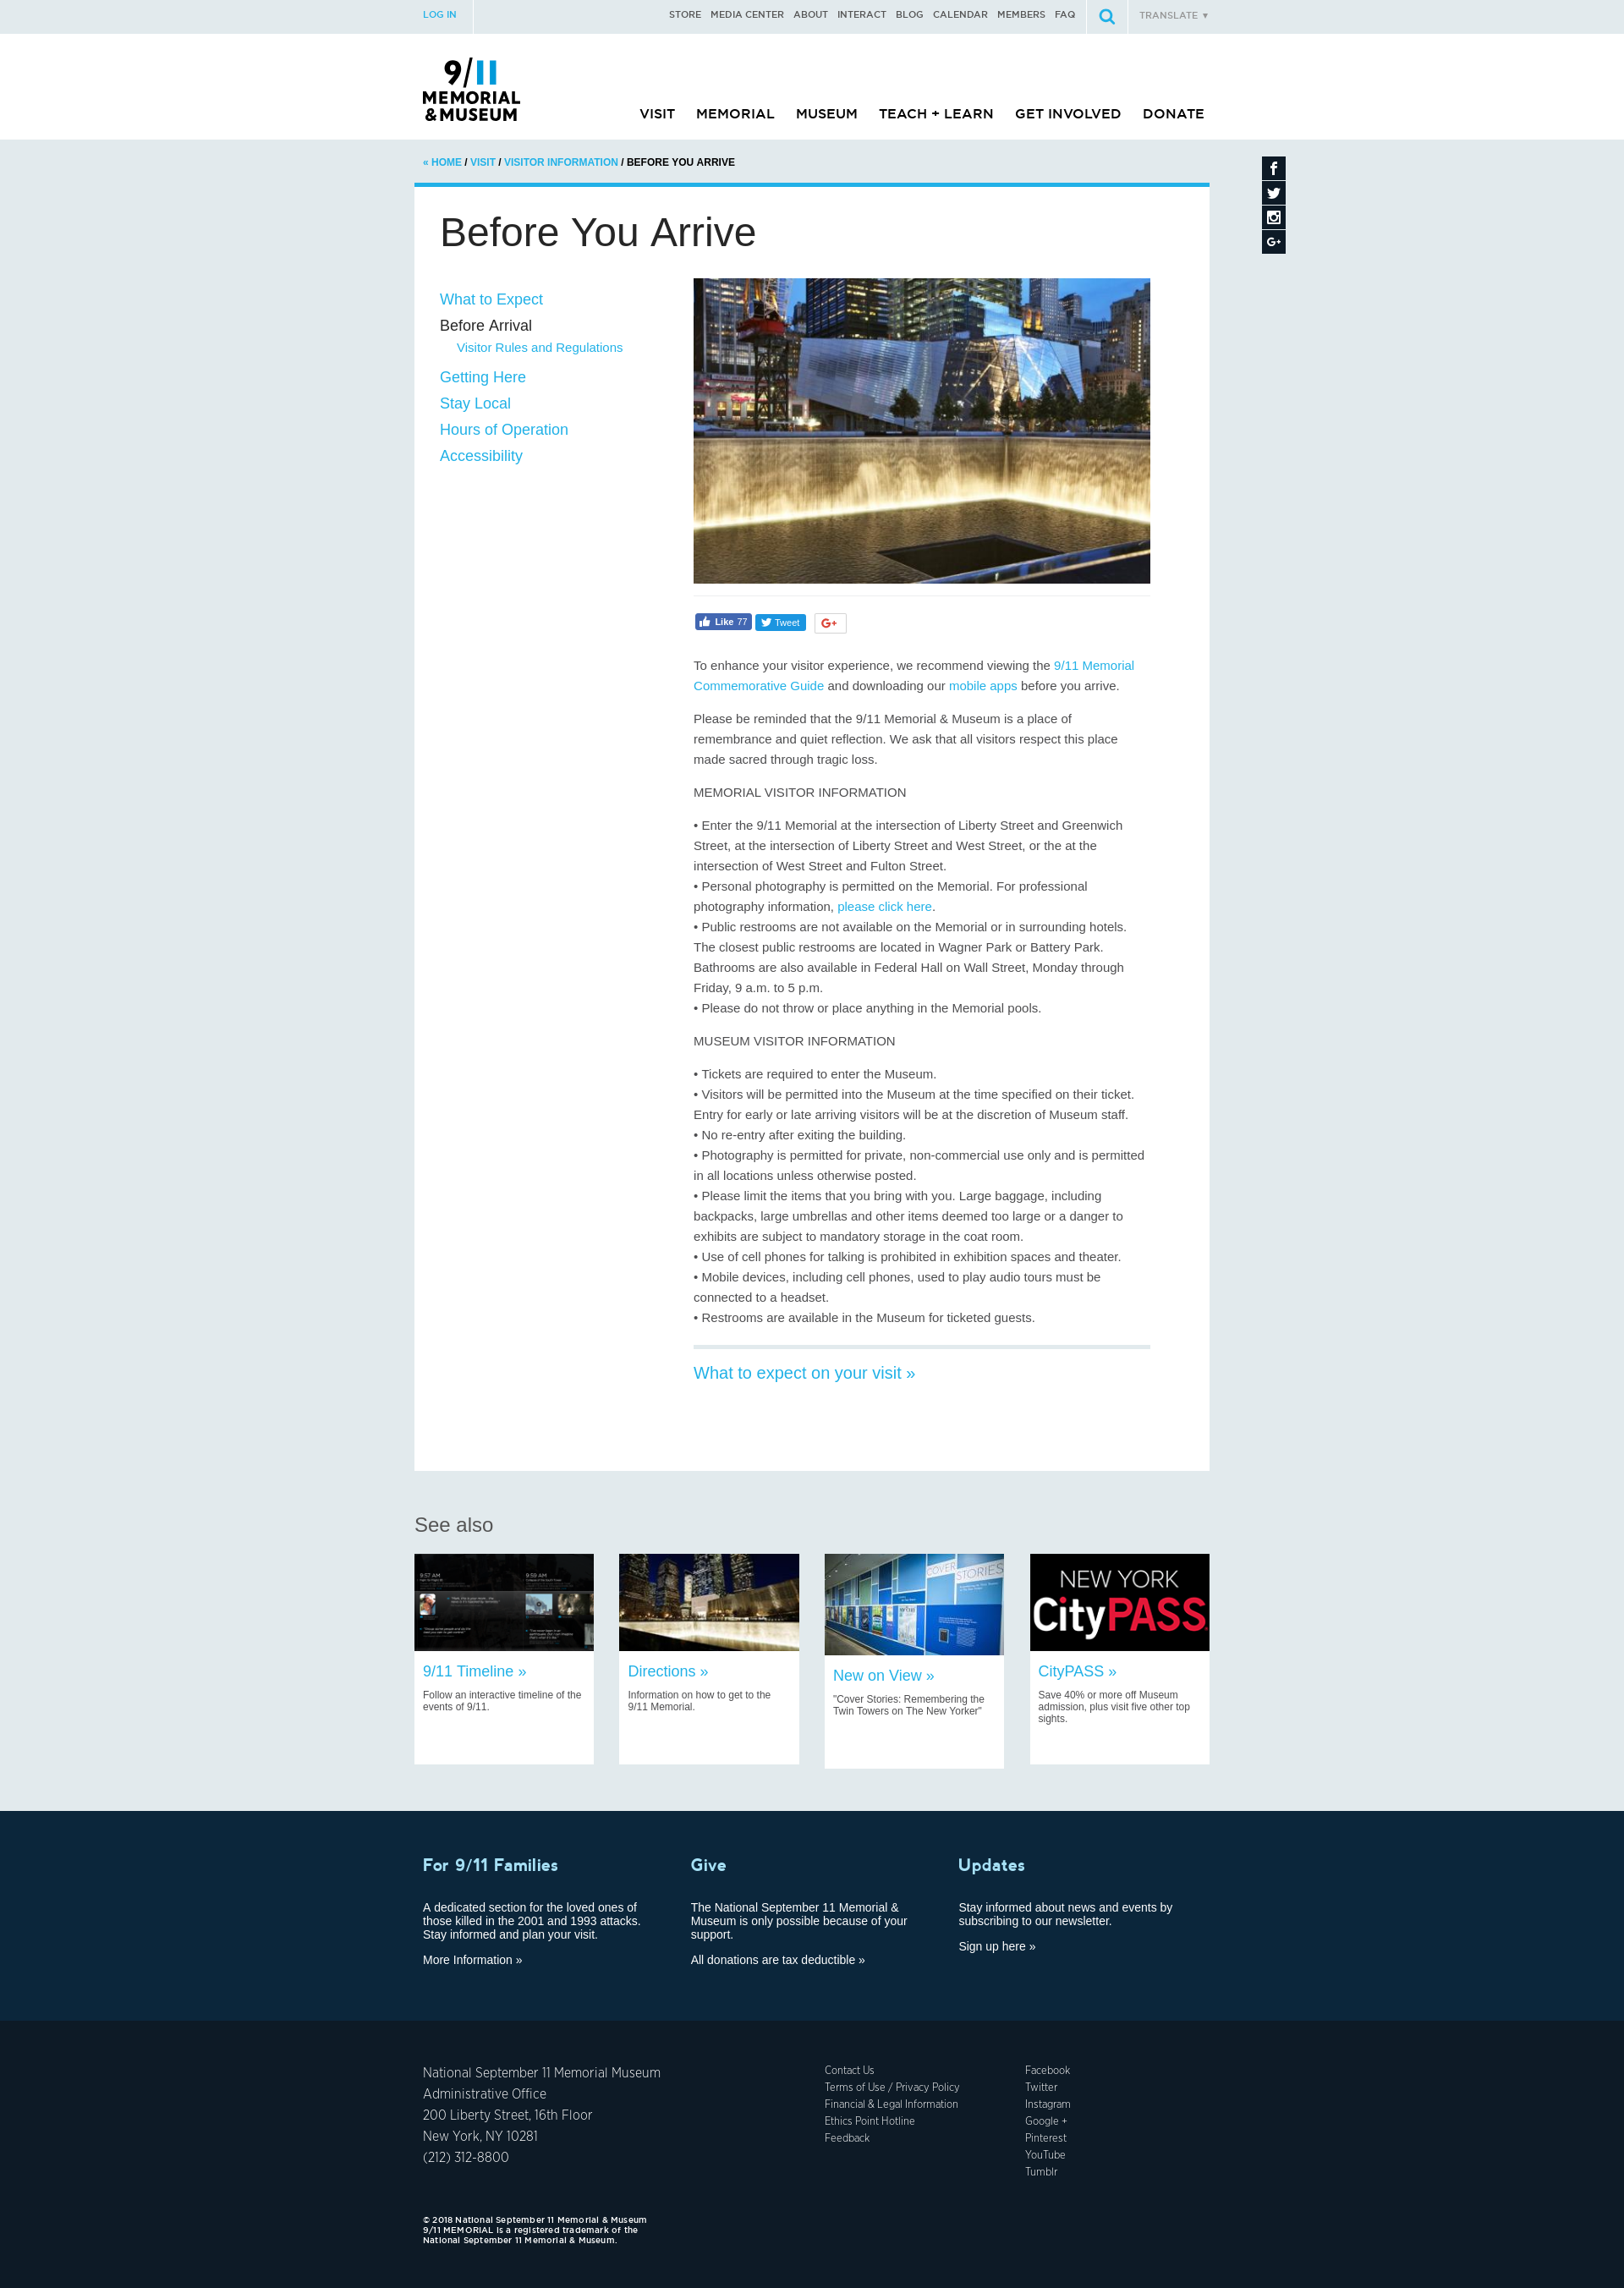 LOG IN
STORE MEDIA CENTER ABOUT INTERACT BLOG CALENDAR MEMBERS FAQ
TRANSLATE ▼
9/11
MEMORIAL
& MUSEUM
VISIT MEMORIAL MUSEUM TEACH + LEARN GET INVOLVED DONATE
« HOME / VISIT / VISITOR INFORMATION / BEFORE YOU ARRIVE
Before You Arrive
What to Expect
Before Arrival
Visitor Rules and Regulations
Getting Here
Stay Local
Hours of Operation
Accessibility
Like 77
Tweet
G+
To enhance your visitor experience, we recommend viewing the 9/11 Memorial
Commemorative Guide and downloading our mobile apps before you arrive.
Please be reminded that the 9/11 Memorial & Museum is a place of
remembrance and quiet reflection. We ask that all visitors respect this place
made sacred through tragic loss.
MEMORIAL VISITOR INFORMATION
• Enter the 9/11 Memorial at the intersection of Liberty Street and Greenwich
Street, at the intersection of Liberty Street and West Street, or the at the
intersection of West Street and Fulton Street.
• Personal photography is permitted on the Memorial. For professional
photography information, please click here.
• Public restrooms are not available on the Memorial or in surrounding hotels.
The closest public restrooms are located in Wagner Park or Battery Park.
Bathrooms are also available in Federal Hall on Wall Street, Monday through
Friday, 9 a.m. to 5 p.m.
• Please do not throw or place anything in the Memorial pools.
MUSEUM VISITOR INFORMATION
• Tickets are required to enter the Museum.
• Visitors will be permitted into the Museum at the time specified on their ticket.
Entry for early or late arriving visitors will be at the discretion of Museum staff.
• No re-entry after exiting the building.
• Photography is permitted for private, non-commercial use only and is permitted
in all locations unless otherwise posted.
• Please limit the items that you bring with you. Large baggage, including
backpacks, large umbrellas and other items deemed too large or a danger to
exhibits are subject to mandatory storage in the coat room.
• Use of cell phones for talking is prohibited in exhibition spaces and theater.
• Mobile devices, including cell phones, used to play audio tours must be
connected to a headset.
• Restrooms are available in the Museum for ticketed guests.
What to expect on your visit »
See also
9:57 AM
9:59 AM
9/11 Timeline »
Follow an interactive timeline of the
events of 9/11.
Directions »
Information on how to get to the
9/11 Memorial.
COVER STORIES
New on View »
"Cover Stories: Remembering the
Twin Towers on The New Yorker"
NEW YORK
CityPASS
CityPASS »
Save 40% or more off Museum
admission, plus visit five other top
sights.
For 9/11 Families
A dedicated section for the loved ones of
those killed in the 2001 and 1993 attacks.
Stay informed and plan your visit.
More Information »
Give
The National September 11 Memorial &
Museum is only possible because of your
support.
All donations are tax deductible »
Updates
Stay informed about news and events by
subscribing to our newsletter.
Sign up here »
National September 11 Memorial Museum
Administrative Office
200 Liberty Street, 16th Floor
New York, NY 10281
(212) 312-8800
Contact Us
Terms of Use / Privacy Policy
Financial & Legal Information
Ethics Point Hotline
Feedback
Facebook
Twitter
Instagram
Google +
Pinterest
YouTube
Tumblr
© 2018 National September 11 Memorial & Museum
9/11 MEMORIAL is a registered trademark of the
National September 11 Memorial & Museum.